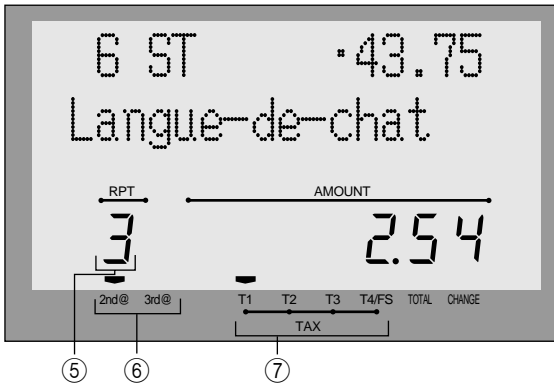 6 ST ·43.75
Langue-de-chat
RPT AMOUNT
3 2.54
2nd@ 3rd@ T1 T2 T3 T4/FS TOTAL CHANGE
TAX
⑤ ⑥ ⑦